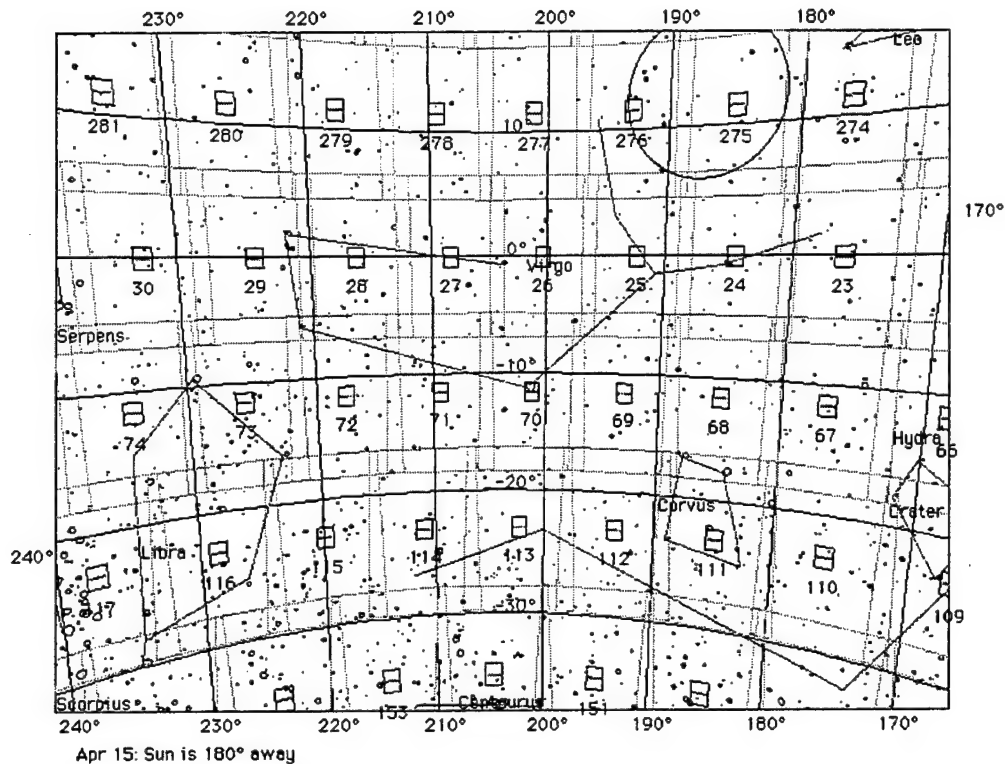 230° 220° 210° 200° 190° 180°
Leo
281 280 279 278 10° 277 276 275 274
170°
0° Virgo
30 29 28 27 26 25 24 23
Serpens
-10°
74 73 72 71 70 69 68 67 Hydra 66
-20°
Corvus Crater
240° Libra
116 115 114 113 112 111 110
-30°
109
Scorpius Centaurus 151
240° 230° 220° 210° 200° 190° 180° 170°
Apr 15: Sun is 180° away